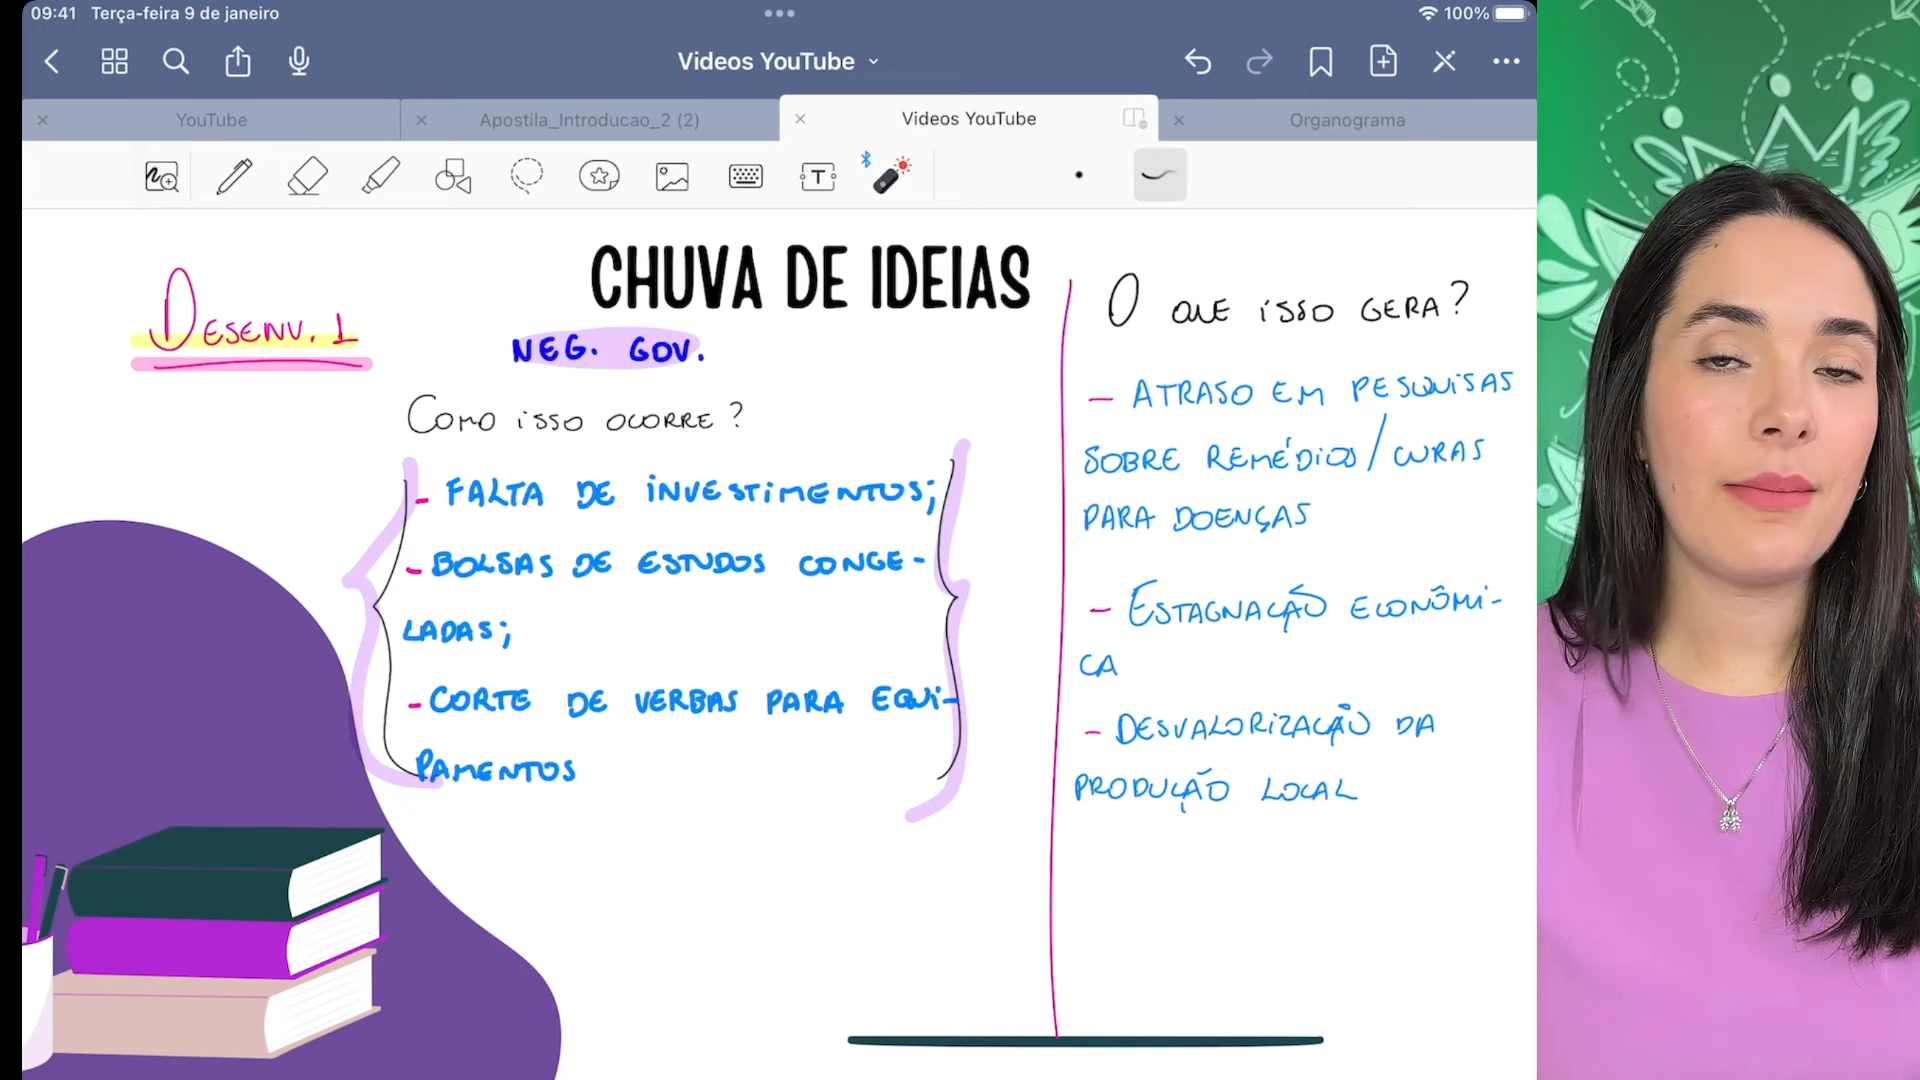 09:41 Terça-feira 9 de janeiro
100%
Videos YouTube
YouTube
Apostila_Introducao_2 (2)
Videos YouTube
Organograma
T
CHUVA DE IDEIAS
DESENV. 1
NEG. GOV.
COMO ISSO OCORRE?
- FALTA DE INVESTIMENTOS;
- BOLSAS DE ESTUDOS CONGE-
LADAS;
- CORTE DE VERBAS PARA EQUI-
PAMENTOS
O QUE ISSO GERA?
- ATRASO EM PESQUISAS
SOBRE REMÉDIOS/CURAS
PARA DOENÇAS
- ESTAGNAÇÃO ECONÔMI-
CA
- DESVALORIZAÇÃO DA
PRODUÇÃO LOCAL